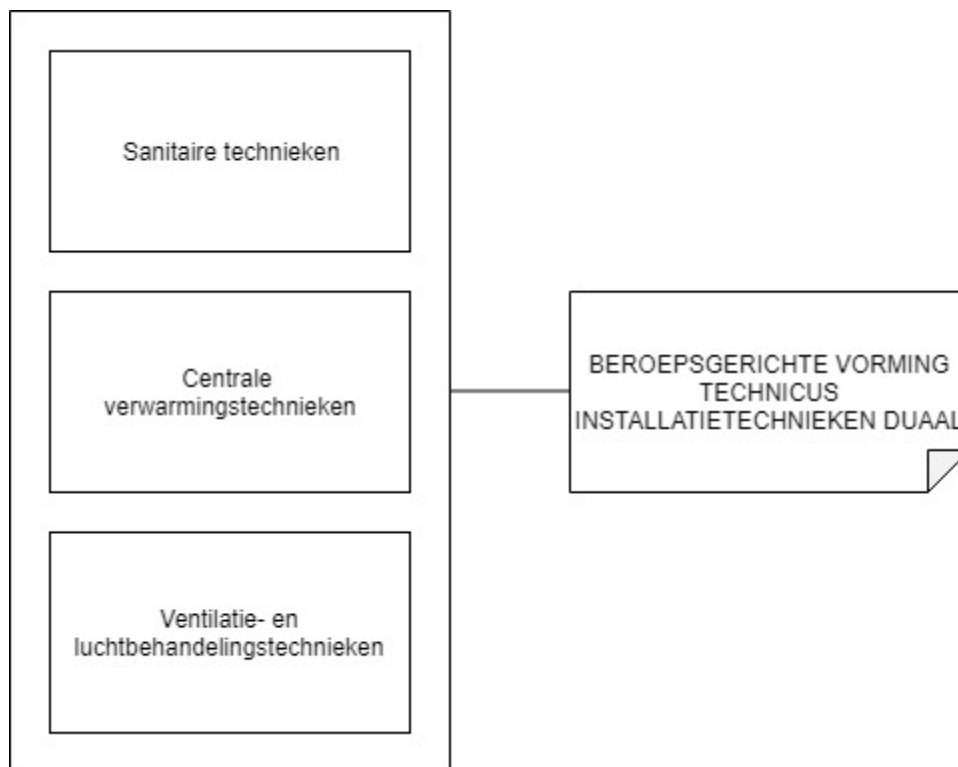 Sanitaire technieken
Centrale
verwarmingstechnieken
BEROEPSGERICHTE VORMING
TECHNICUS
INSTALLATIETECHNIEKEN DUAAL
Ventilatie- en
luchtbehandelingstechnieken